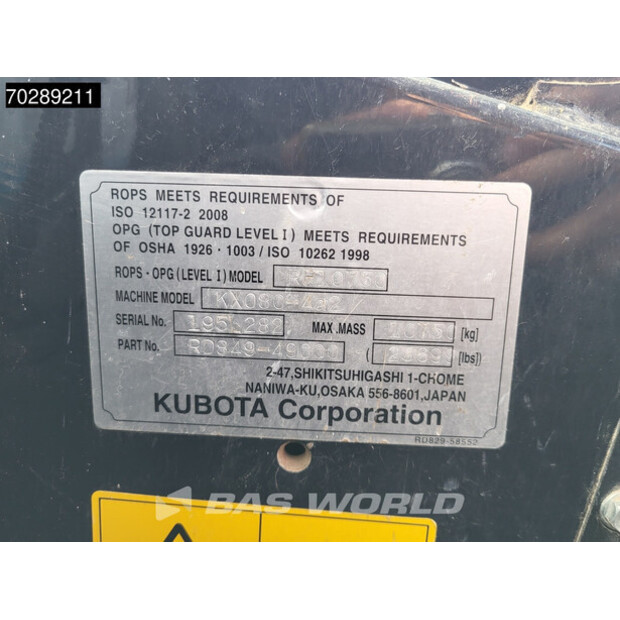 70289211
ROPS MEETS REQUIREMENTS OF
ISO 12117-2 2008
OPG (TOP GUARD LEVEL I) MEETS REQUIREMENTS
OF OSHA 1926 · 1003 / ISO 10262 1998
ROPS · OPG (LEVEL I) MODEL
MACHINE MODEL
SERIAL No. MAX. MASS [kg]
PART No. [lbs]
2-47,SHIKITSUHIGASHI 1-CHOME
NANIWA-KU,OSAKA 556-8601,JAPAN
KUBOTA Corporation
RD829-58552
BAS WORLD